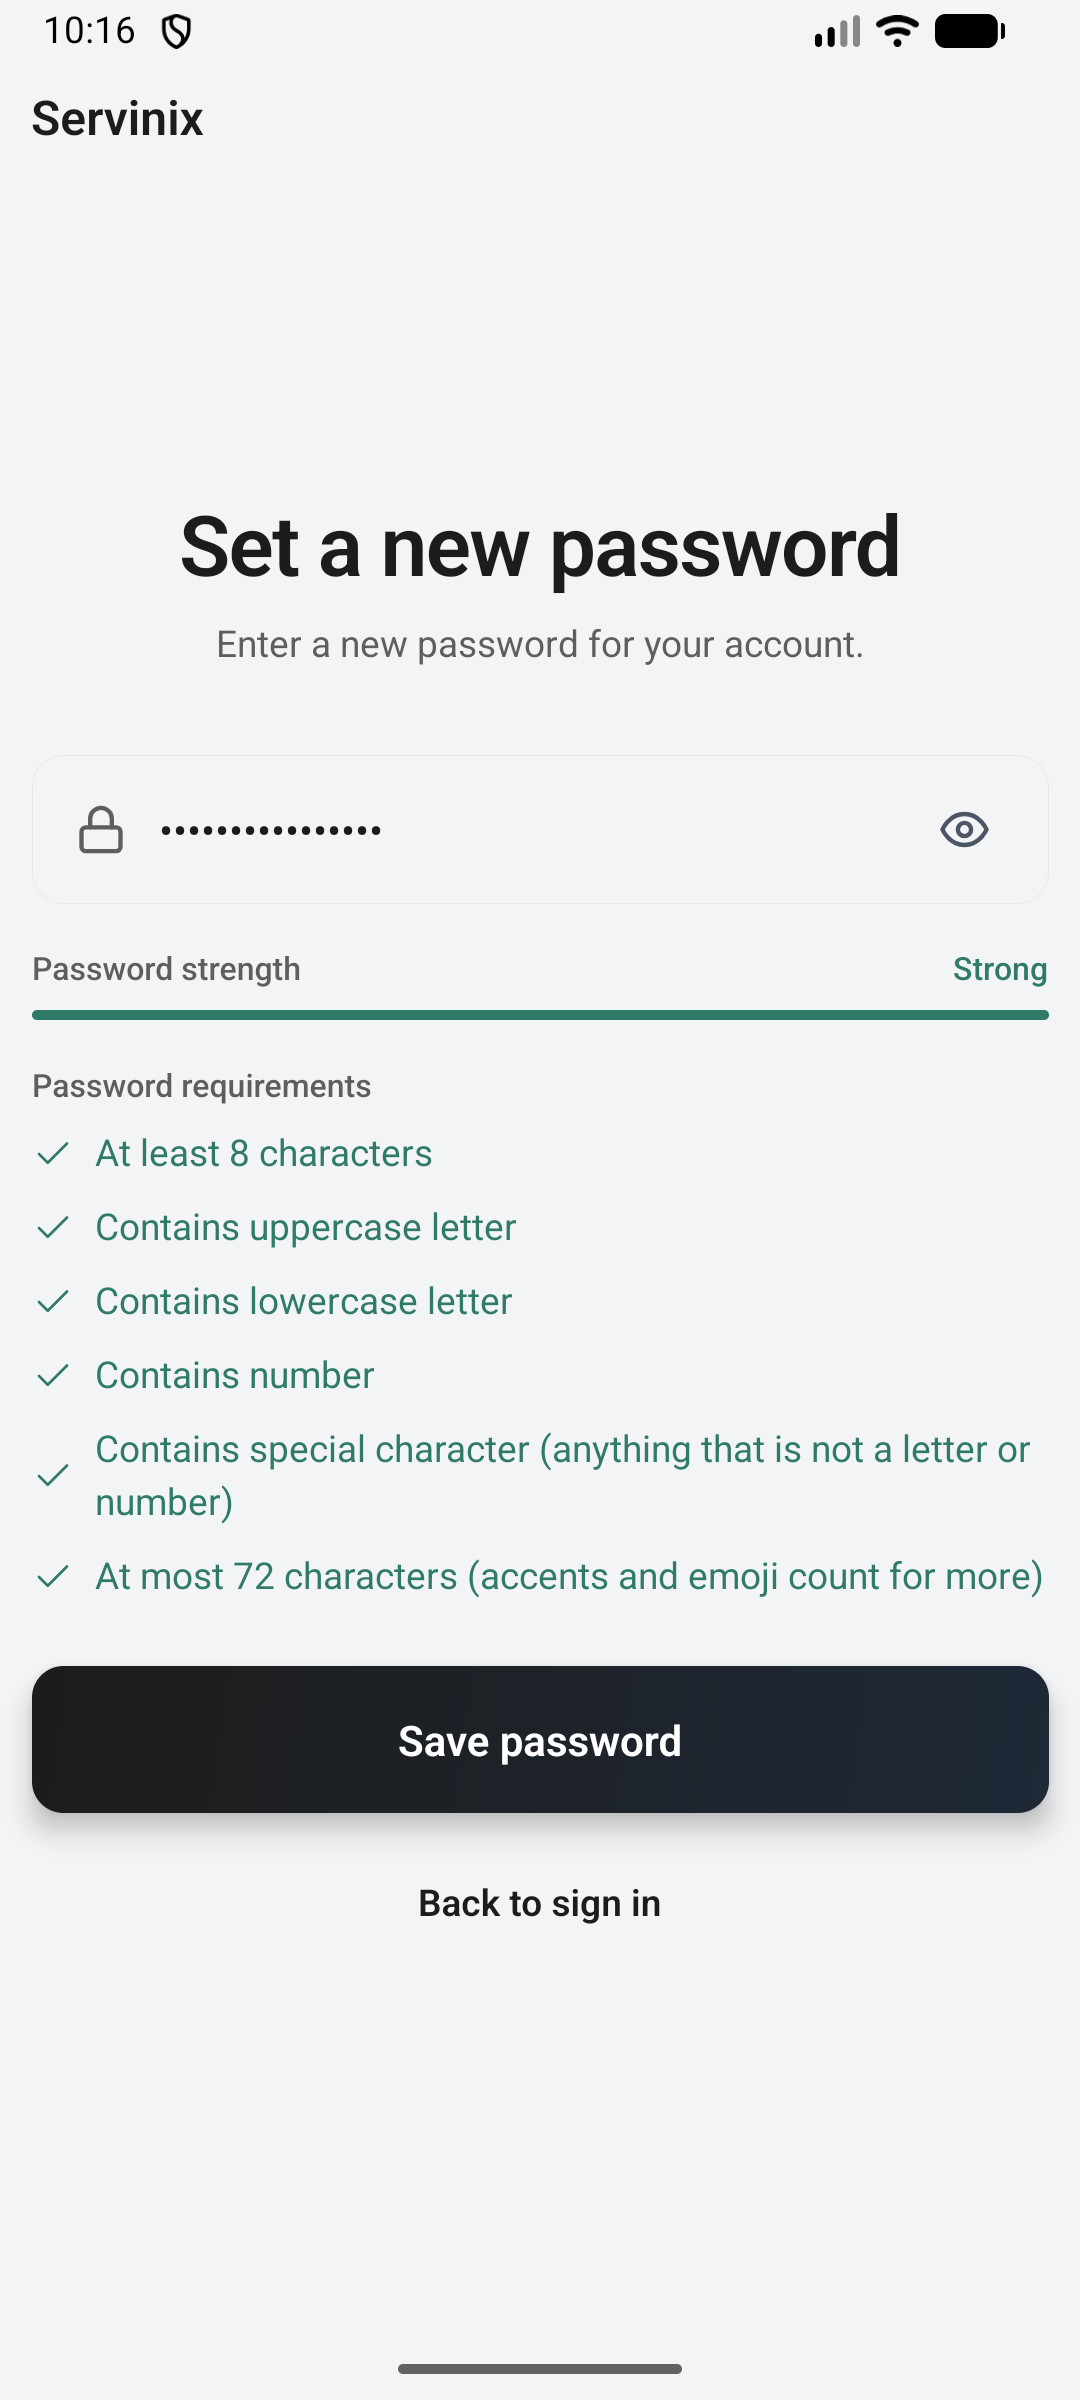 10:16
Servinix
Set a new password
Enter a new password for your account.
••••••••••••••••
Password strength
Strong
Password requirements
At least 8 characters
Contains uppercase letter
Contains lowercase letter
Contains number
Contains special character (anything that is not a letter or
number)
At most 72 characters (accents and emoji count for more)
Save password
Back to sign in